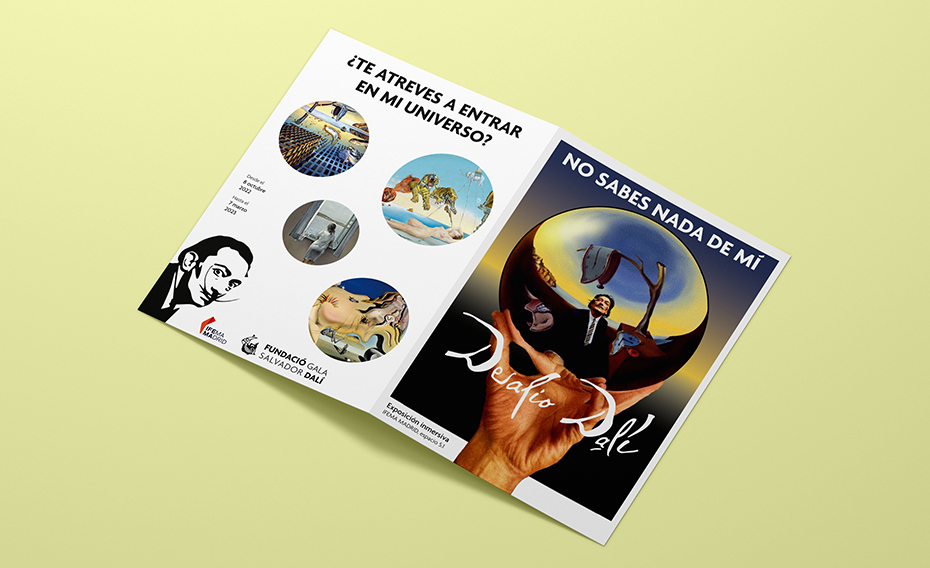 ¿TE ATREVES A ENTRAR
EN MI UNIVERSO?
Desde el
8 octubre
2022
Hasta el
7 marzo
2023
IFEMA
MADRID
FUNDACIÓ GALA
SALVADOR DALÍ
NO SABES NADA DE MÍ
Desafío Dalí
Exposición inmersiva
IFEMA MADRID, espacio 5.1